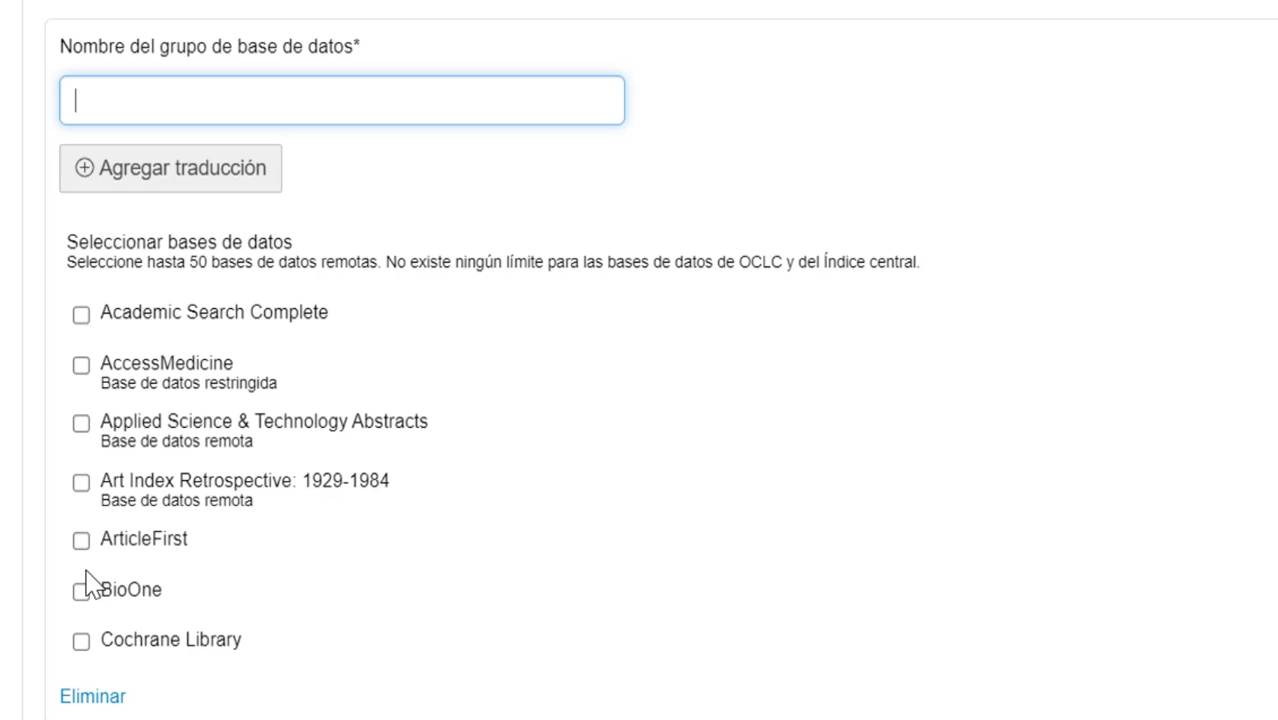 Nombre del grupo de base de datos*
Agregar traducción
Seleccionar bases de datos
Seleccione hasta 50 bases de datos remotas. No existe ningún límite para las bases de datos de OCLC y del Índice central.
Academic Search Complete
AccessMedicine
Base de datos restringida
Applied Science & Technology Abstracts
Base de datos remota
Art Index Retrospective: 1929-1984
Base de datos remota
ArticleFirst
BioOne
Cochrane Library
Eliminar